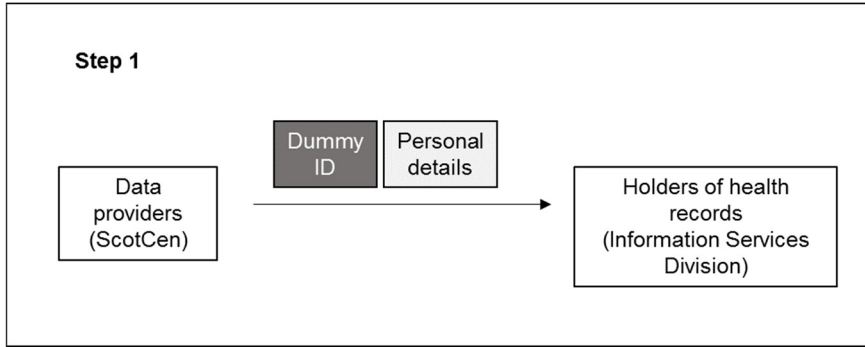 Step 1
Dummy
ID
Personal
details
Data
providers
(ScotCen)
Holders of health
records
(Information Services
Division)